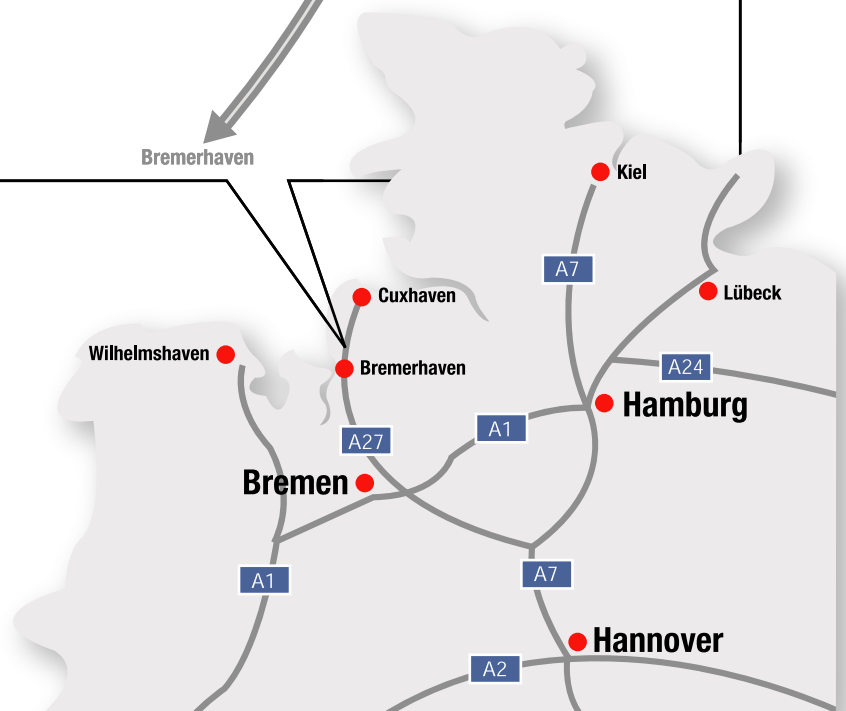 Bremerhaven
Kiel
A7
Cuxhaven
Lübeck
Wilhelmshaven
Bremerhaven
A24
Hamburg
A1
A27
Bremen
A1
A7
Hannover
A2